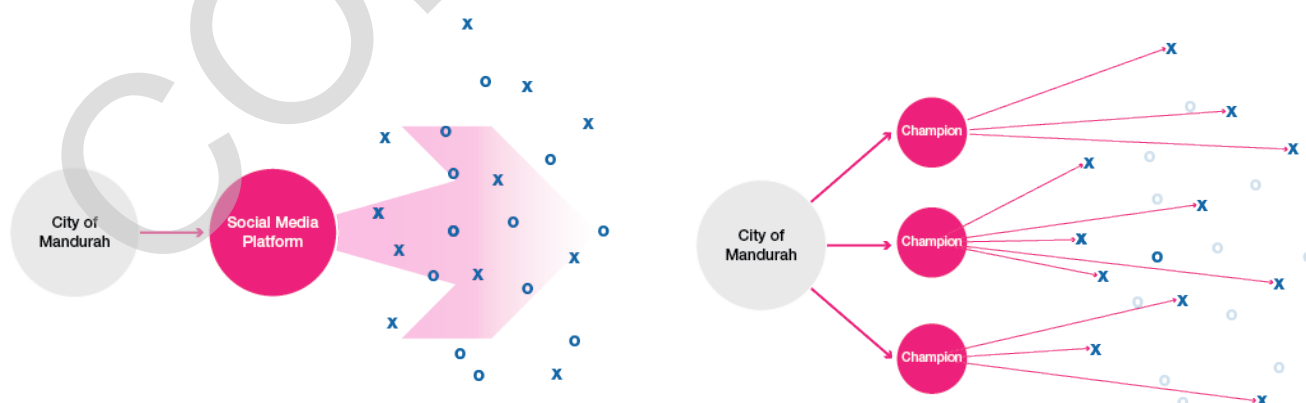 City of
Mandurah
Social Media
Platform
City of
Mandurah
Champion
Champion
Champion